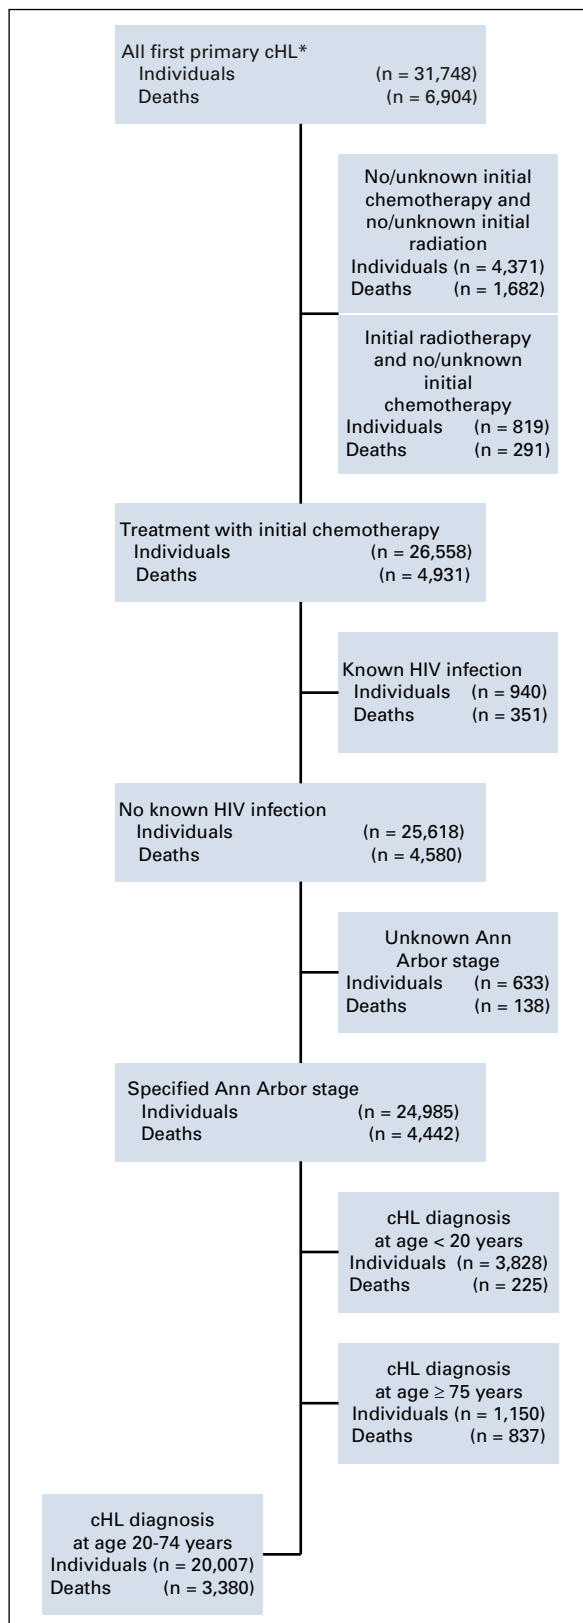 All first primary cHL*
Individuals (n = 31,748)
Deaths (n = 6,904)
No/unknown initial
chemotherapy and
no/unknown initial
radiation
Individuals (n = 4,371)
Deaths (n = 1,682)
Initial radiotherapy
and no/unknown
initial
chemotherapy
Individuals (n = 819)
Deaths (n = 291)
Treatment with initial chemotherapy
Individuals (n = 26,558)
Deaths (n = 4,931)
Known HIV infection
Individuals (n = 940)
Deaths (n = 351)
No known HIV infection
Individuals (n = 25,618)
Deaths (n = 4,580)
Unknown Ann
Arbor stage
Individuals (n = 633)
Deaths (n = 138)
Specified Ann Arbor stage
Individuals (n = 24,985)
Deaths (n = 4,442)
cHL diagnosis
at age < 20 years
Individuals (n = 3,828)
Deaths (n = 225)
cHL diagnosis
at age ≥ 75 years
Individuals (n = 1,150)
Deaths (n = 837)
cHL diagnosis
at age 20-74 years
Individuals (n = 20,007)
Deaths (n = 3,380)